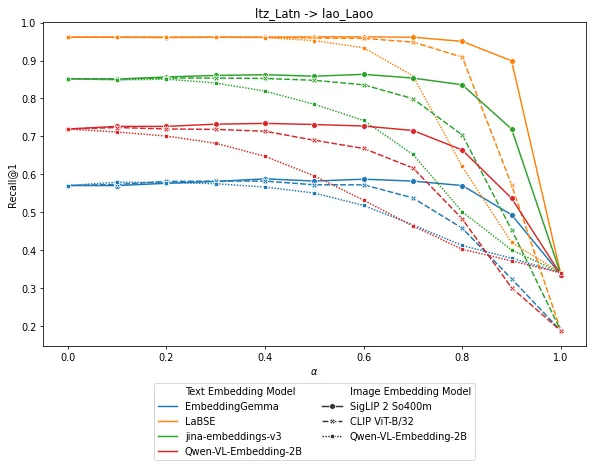 ltz_Latn -> lao_Laoo
Recall@1
1.0
0.9
0.8
0.7
0.6
0.5
0.4
0.3
0.2
0.0 0.2 0.4 0.6 0.8 1.0
α
Text Embedding Model
EmbeddingGemma
LaBSE
jina-embeddings-v3
Qwen-VL-Embedding-2B
Image Embedding Model
SigLIP 2 So400m
CLIP ViT-B/32
Qwen-VL-Embedding-2B